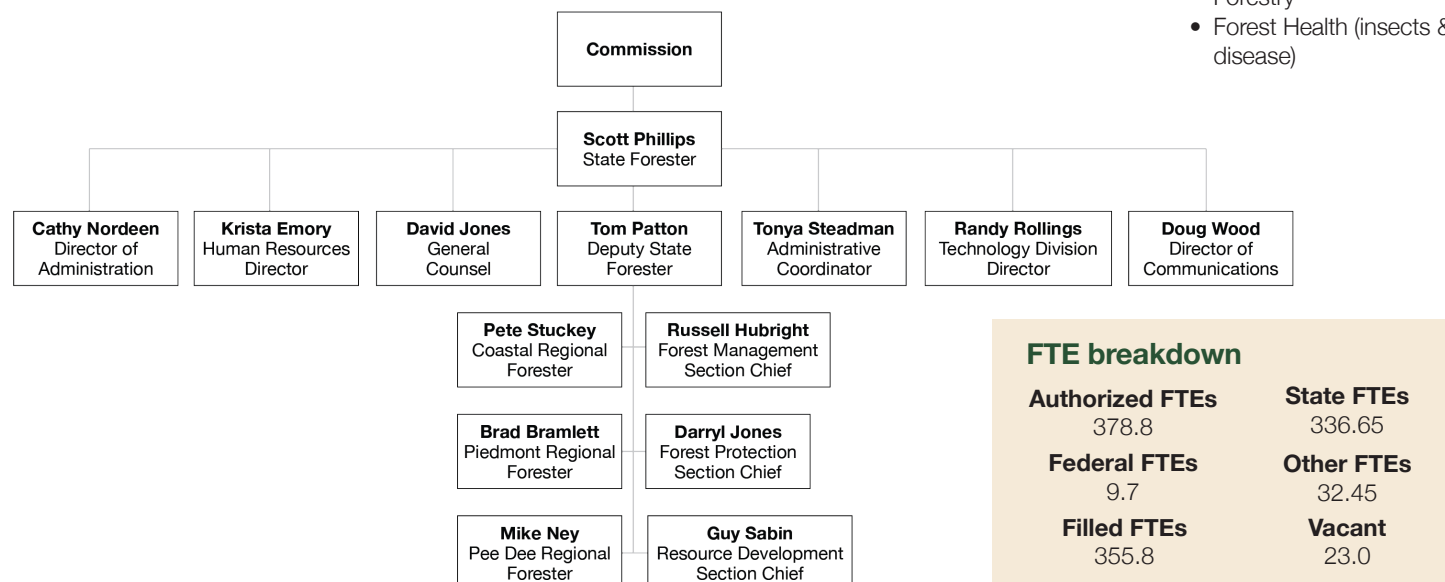 Forestry
• Forest Health (insects &
disease)
Commission
Scott Phillips
State Forester
Cathy Nordeen
Director of
Administration
Krista Emory
Human Resources
Director
David Jones
General
Counsel
Tom Patton
Deputy State
Forester
Tonya Steadman
Administrative
Coordinator
Randy Rollings
Technology Division
Director
Doug Wood
Director of
Communications
Pete Stuckey
Coastal Regional
Forester
Russell Hubright
Forest Management
Section Chief
Brad Bramlett
Piedmont Regional
Forester
Darryl Jones
Forest Protection
Section Chief
Mike Ney
Pee Dee Regional
Forester
Guy Sabin
Resource Development
Section Chief
FTE breakdown
Authorized FTEs
378.8
State FTEs
336.65
Federal FTEs
9.7
Other FTEs
32.45
Filled FTEs
355.8
Vacant
23.0